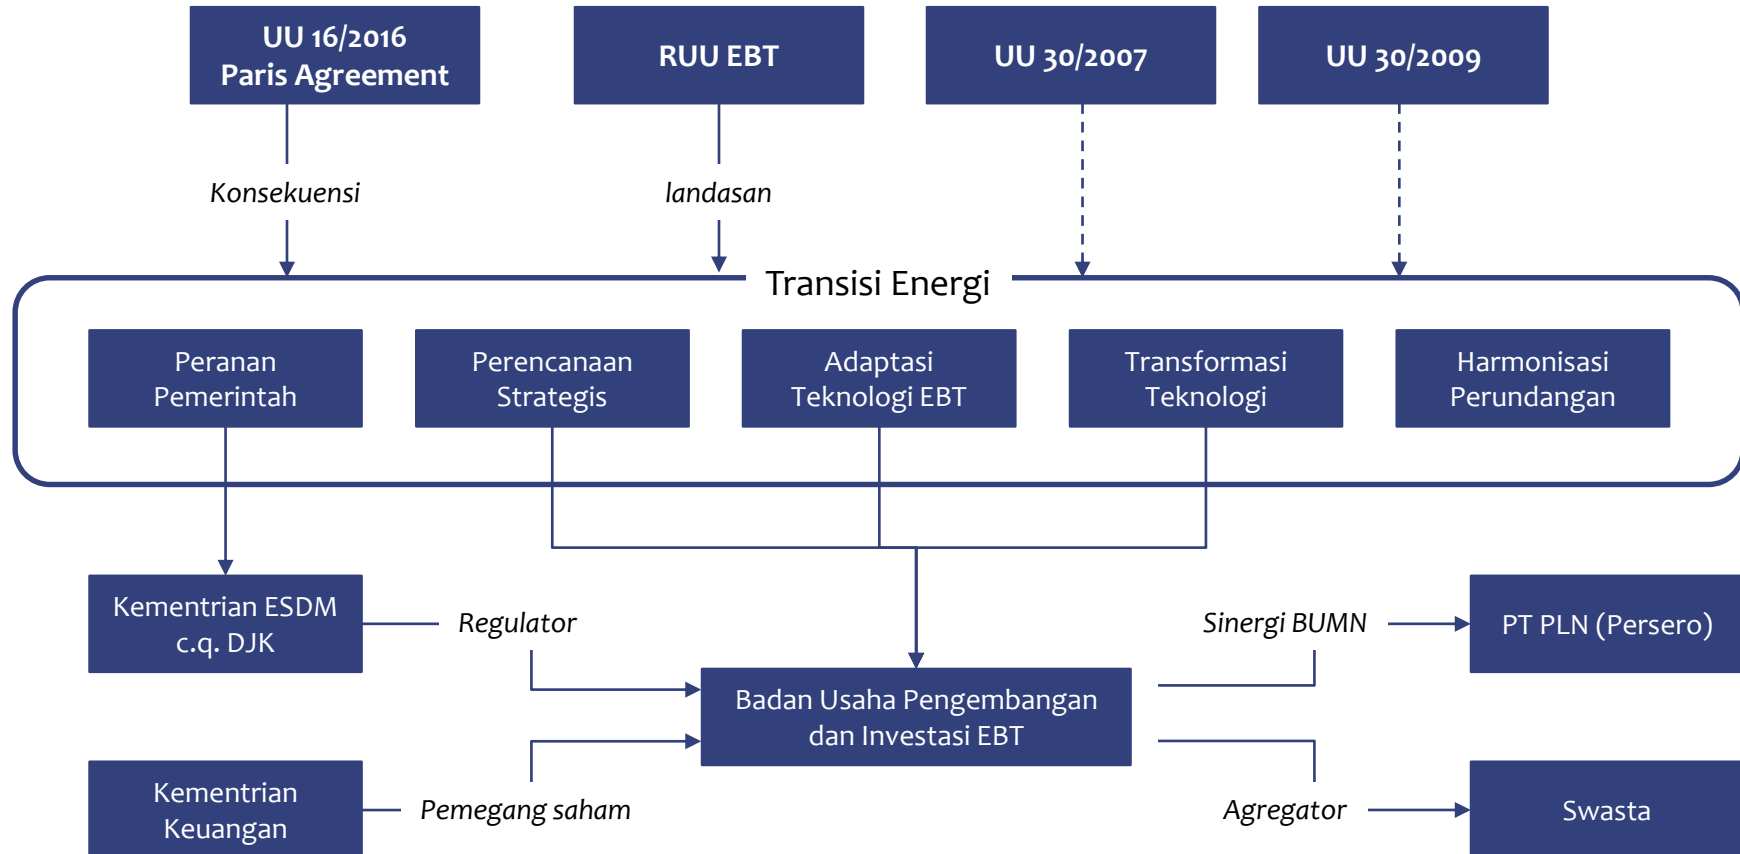 UU 16/2016
Paris Agreement
RUU EBT
UU 30/2007
UU 30/2009
Konsekuensi
landasan
Transisi Energi
Peranan
Pemerintah
Perencanaan
Strategis
Adaptasi
Teknologi EBT
Transformasi
Teknologi
Harmonisasi
Perundangan
Kementrian ESDM
c.q. DJK
Regulator
Sinergi BUMN
PT PLN (Persero)
Badan Usaha Pengembangan
dan Investasi EBT
Kementrian
Keuangan
Pemegang saham
Agregator
Swasta